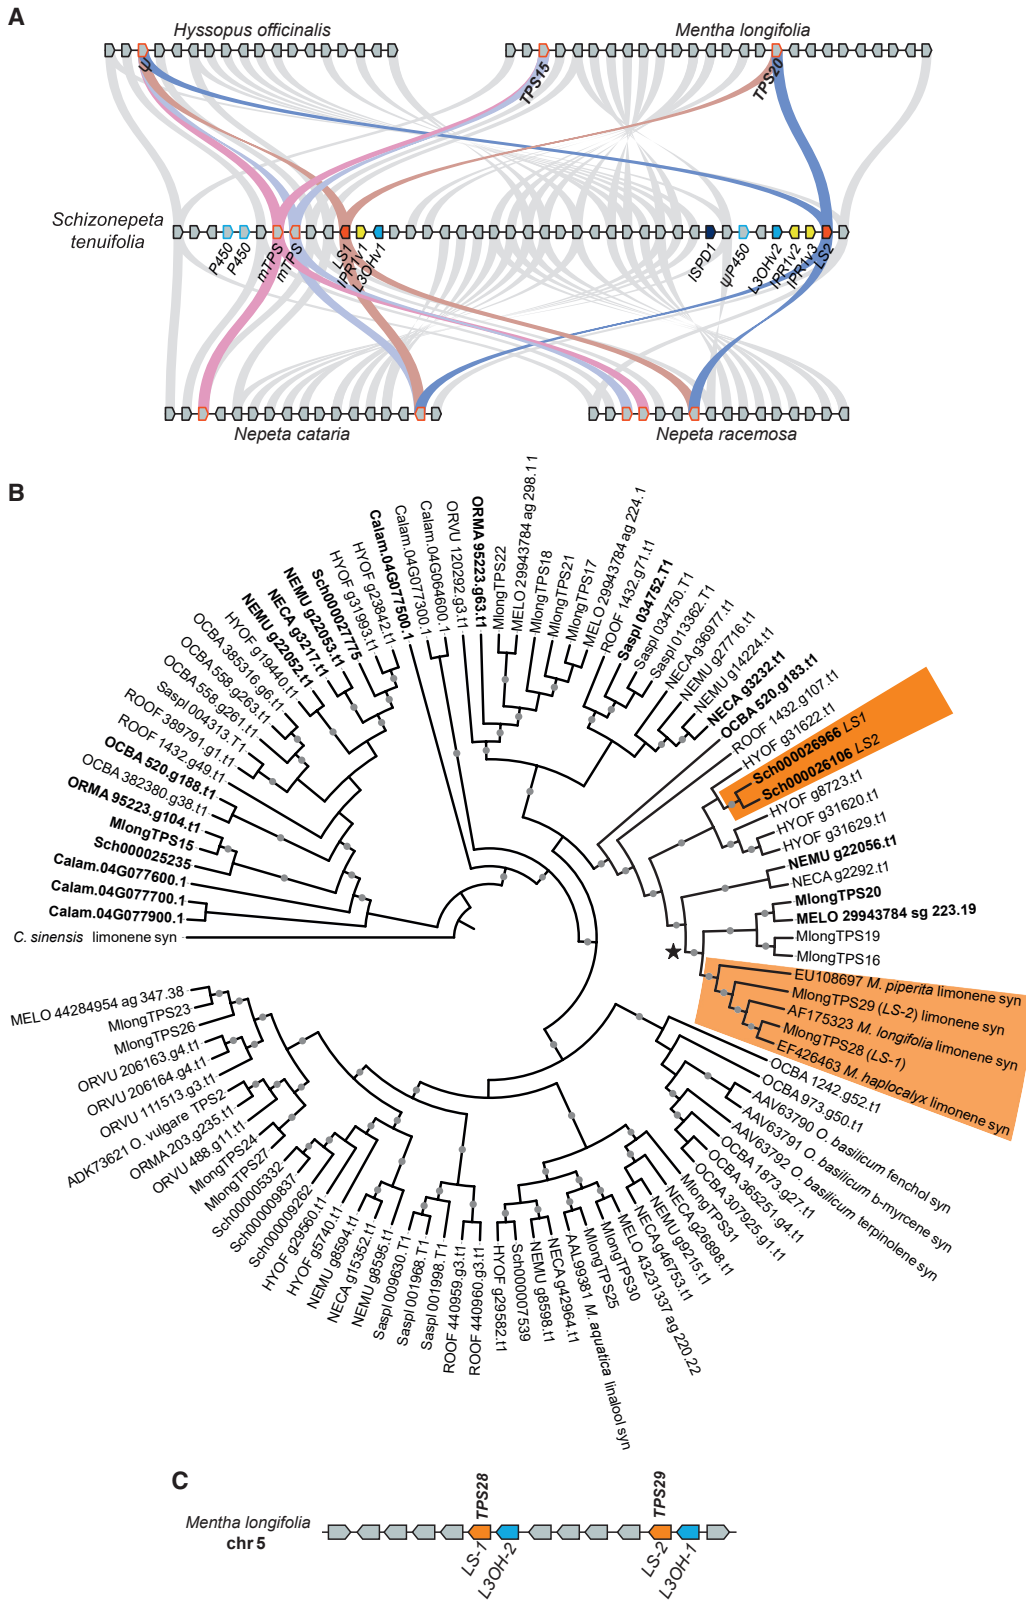 A
Hyssopus officinalis
Mentha longifolia
Ψ
TPS15
TPS20
Schizonepeta
tenuifolia
P450
P450
mTPS
mTPS
LS1
IPR1v1
L3OHv1
ISPD1
ΨP450
L3OHv2
IPR1v2
IPR1v3
LS2
Nepeta cataria
Nepeta racemosa
B
C. sinensis limonene syn
Calam.04G077900.1
Calam.04G077700.1
Calam.04G077600.1
Sch000025235
MlongTPS15
ORMA 95223.g104.t1
OCBA 382380.g38.t1
OCBA 520.g188.t1
ROOF 1432.g49.t1
ROOF 389791.g1.t1
Saspl 004313.T1
OCBA 558.g261.t1
OCBA 558.g263.t1
OCBA 385316.g6.t1
HYOF g19440.t1
NEMU g22052.t1
NECA g3217.t1
NEMU g22053.t1
Sch000027775
HYOF g31993.t1
HYOF g23842.t1
Calam.04G077500.1
Calam.04G077300.1
Calam.04G064600.1
ORVU 120292.g3.t1
ORMA 95223.g63.t1
MlongTPS22
MELO 29943784 ag 298.11
MlongTPS18
MlongTPS21
MlongTPS17
MELO 29943784 ag 224.1
ROOF 1432.g71.t1
Saspl 034752.T1
Saspl 034750.T1
Saspl 013362.T1
NECA g36977.t1
NEMU g27716.t1
NEMU g14224.t1
NECA g3232.t1
OCBA 520.g183.t1
ROOF 1432.g107.t1
HYOF g31622.t1
Sch000026966 LS1
Sch000026106 LS2
HYOF g8723.t1
HYOF g31620.t1
HYOF g31629.t1
NEMU g22056.t1
NECA g2292.t1
MlongTPS20
MELO 29943784 sg 223.19
MlongTPS19
MlongTPS16
EU108697 M. piperita limonene syn
MlongTPS29 (LS-2) limonene syn
AF175323 M. longifolia limonene syn
MlongTPS28 (LS-1)
EF426463 M. haplocalyx limonene syn
OCBA 1242.g52.t1
OCBA 973.g50.t1
AAV63790 O. basilicum fenchol syn
AAV63791 O. basilicum b-myrcene syn
AAV63792 O. basilicum terpinolene syn
OCBA 1873.g27.t1
OCBA 365251.g4.t1
OCBA 307925.g1.t1
MlongTPS31
NECA g26898.t1
NEMU g9215.t1
NECA g46753.t1
MELO 43231337 ag 220.22
MlongTPS30
MlongTPS25
AAL99381 M. aquatica linalool syn
NECA g42964.t1
NEMU g8598.t1
Sch000007539
HYOF g29582.t1
ROOF 440960.g3.t1
ROOF 440959.g3.t1
Saspl 001998.T1
Saspl 001968.T1
Saspl 009630.T1
NEMU g8595.t1
NECA g15352.t1
NEMU g8594.t1
HYOF g5740.t1
HYOF g29560.t1
Sch000009262
Sch000009837
Sch000005332
MlongTPS27
MlongTPS24
ORVU 488.g11.t1
ORMA 203.g235.t1
ADK73621 O. vulgare TPS2
ORVU 111513.g3.t1
ORVU 206164.g4.t1
ORVU 206163.g4.t1
MlongTPS26
MlongTPS23
MELO 44284954 ag 347.38
C
Mentha longifolia
chr 5
TPS28
TPS29
LS-1
L3OH-2
LS-2
L3OH-1